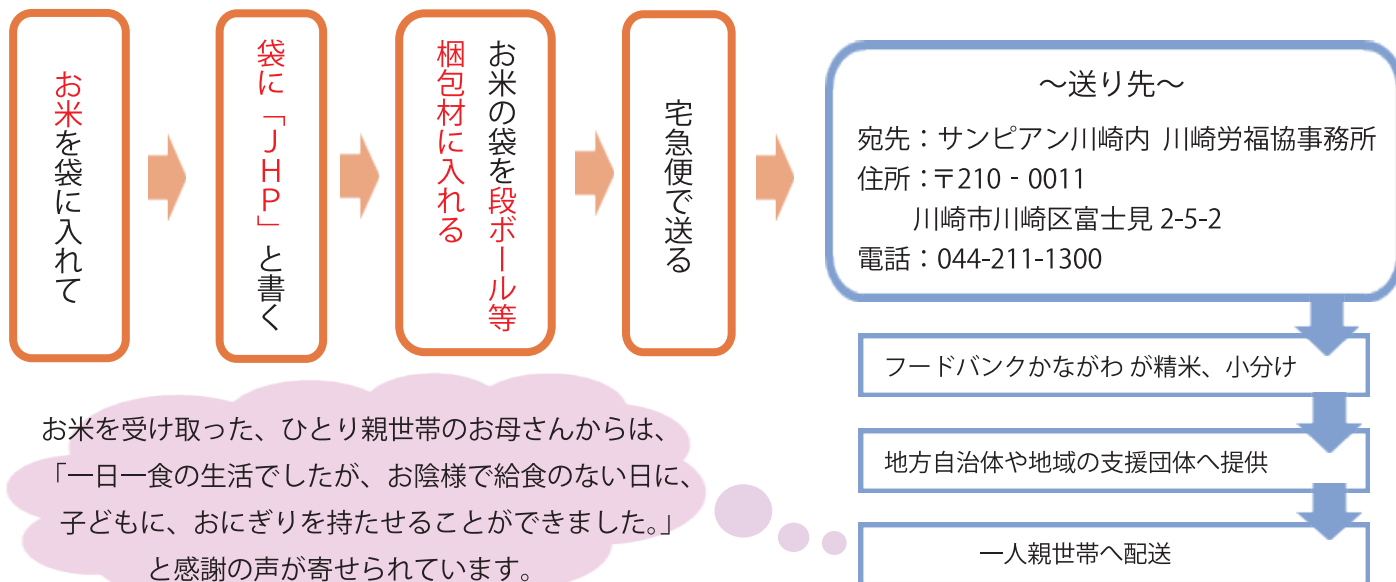 お米を袋に入れて
袋に「ＪＨＰ」と書く
お米の袋を段ボール等
梱包材に入れる
宅急便で送る
～送り先～
宛先：サンピアン川崎内 川崎労福協事務所
住所：〒210 - 0011
川崎市川崎区富士見 2-5-2
電話：044-211-1300
フードバンクかながわ が精米、小分け
地方自治体や地域の支援団体へ提供
一人親世帯へ配送
お米を受け取った、ひとり親世帯のお母さんからは、
「一日一食の生活でしたが、お陰様で給食のない日に、
子どもに、おにぎりを持たせることができました。」
と感謝の声が寄せられています。